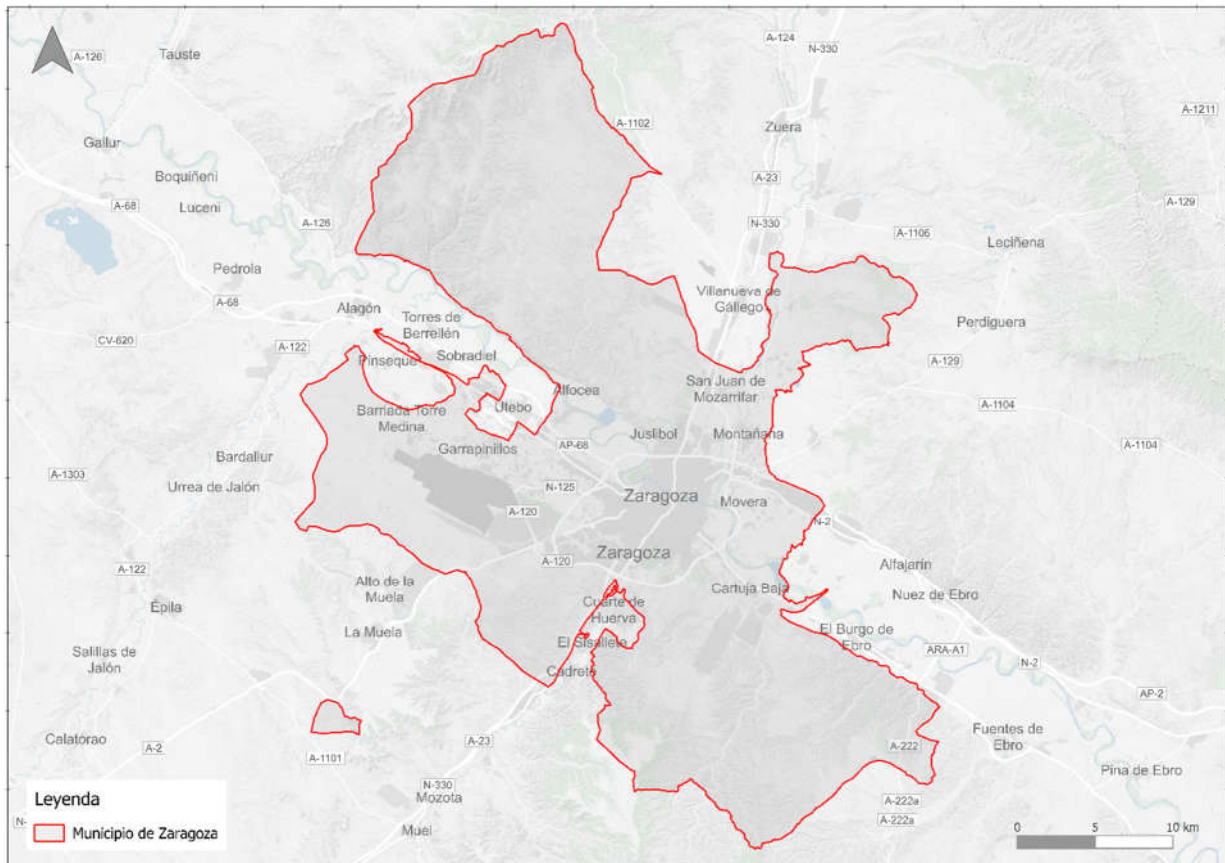 A-124
N-330
A-126
Tauste
A-1211
A-1102
Zuera
Gallur
Boquiñeni
A-23
A-68
Luceni
A-126
N-330
A-129
A-1106
Leciñena
Pedrola
Villanueva de
Gállego
A-68
Alagón
Torres de
Berrellén
Perdiguera
CV-620
A-122
Sobradiel
Pinseque
A-129
San Juan de
Mozarrifar
Alfocea
Utebo
Barriada Torre
Medina
A-1104
Juslibol
Montañana
A-1104
Garrapinillos
AP-68
Bardallur
A-1303
Urrea de Jalón
N-125
Zaragoza
Movera
A-120
N-2
Zaragoza
A-120
Alfajarín
A-122
Alto de la
Muela
Cartuja Baja
Nuez de Ebro
Épila
Cuarte de
Huerva
La Muela
El Burgo de
Ebro
El Sisallete
Salillas de
Jalón
ARA-A1
N-2
Cadrete
AP-2
Calatorao
A-2
A-23
Fuentes de
Ebro
A-222
A-1101
Pina de Ebro
N-330
Mozota
A-222a
N-
Muel
A-222a
Leyenda
Municipio de Zaragoza
0 5 10 km